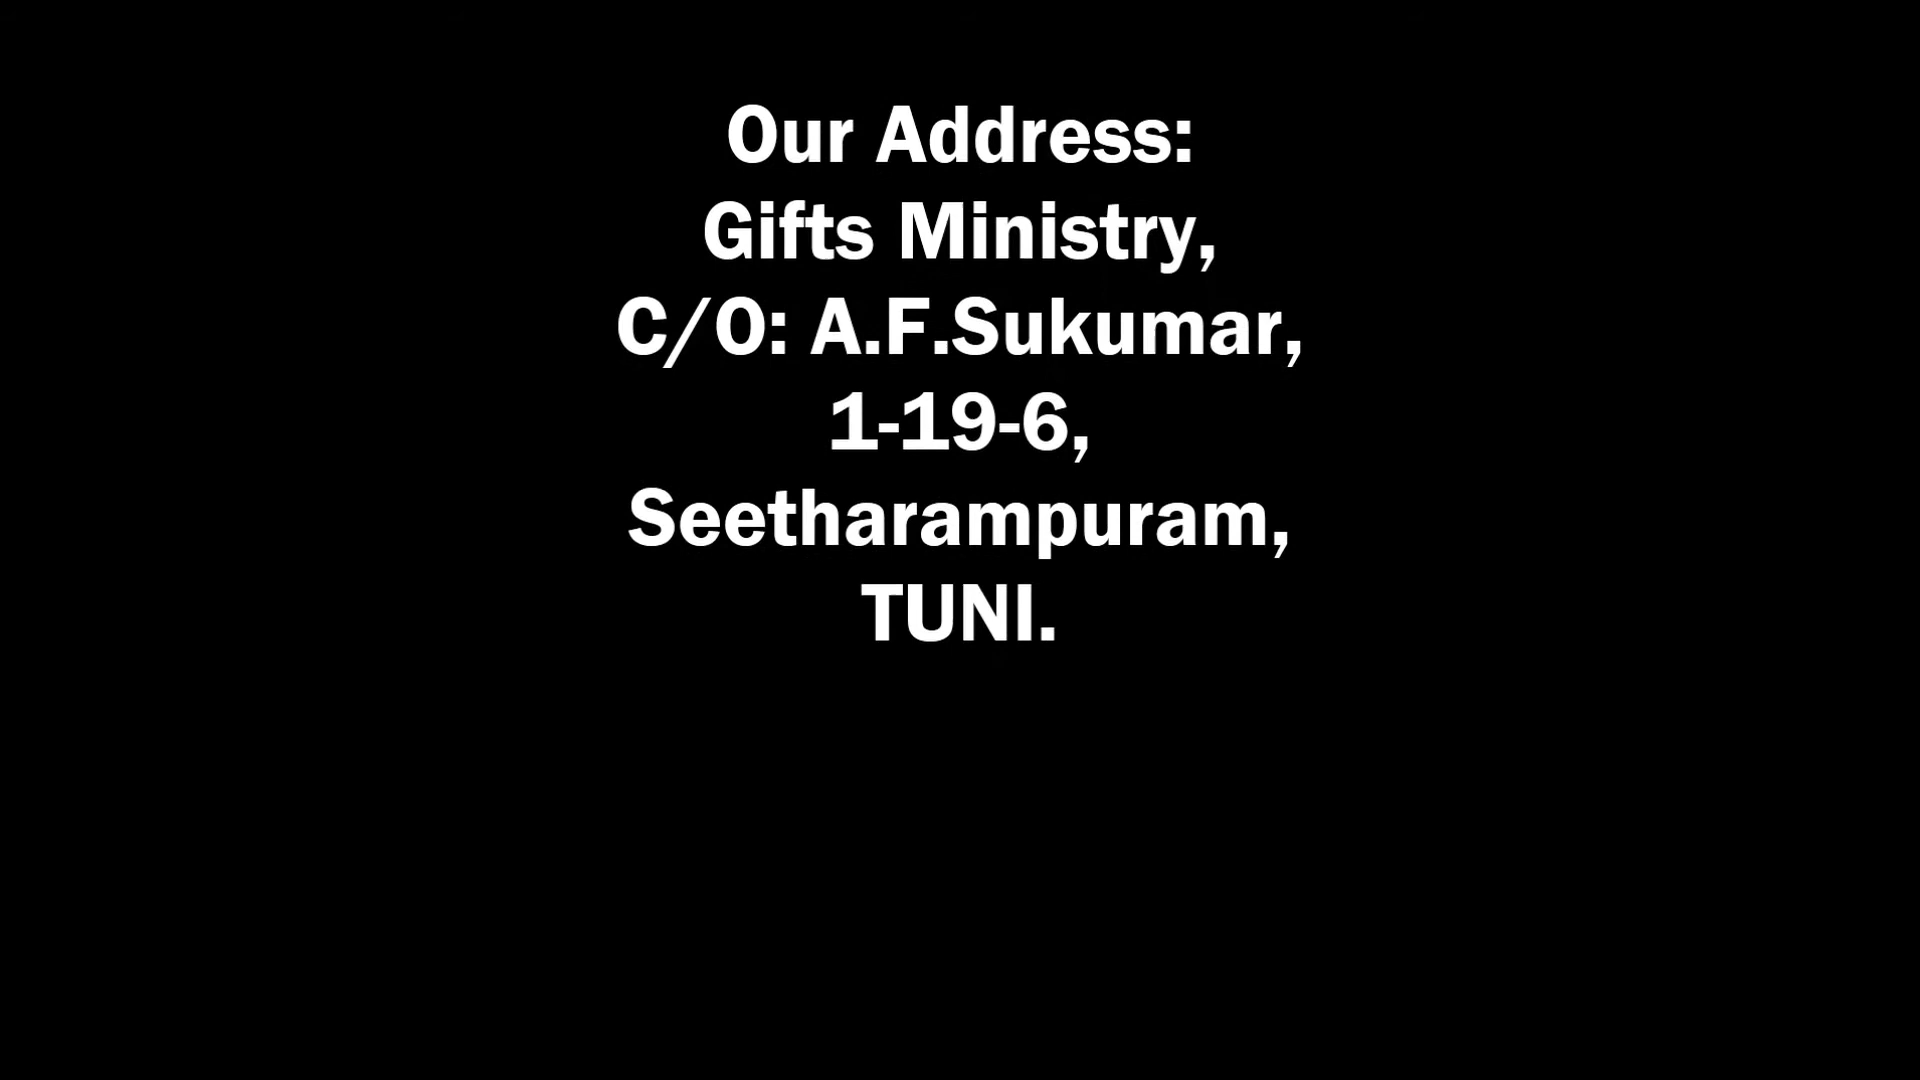 Our Address:
Gifts Ministry,
C/O: A.F.Sukumar,
1-19-6,
Seetharampuram,
TUNI.